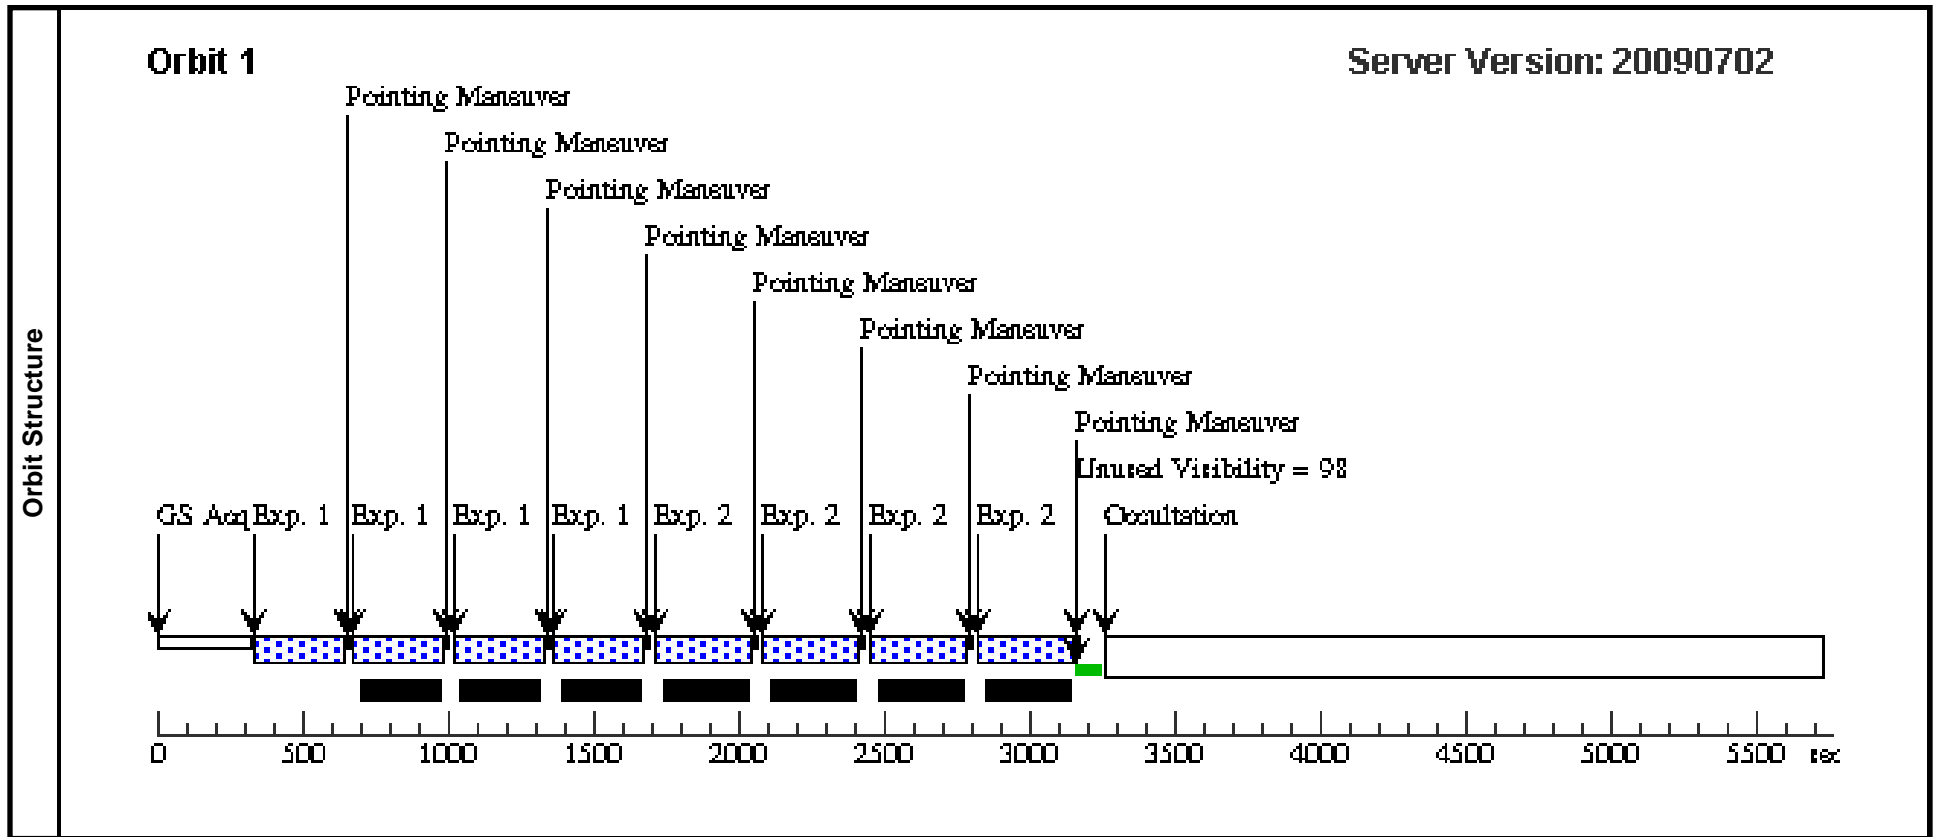 Orbit Structure
Orbit 1
Server Version: 20090702
Pointing Maneuver
Pointing Maneuver
Pointing Maneuver
Pointing Maneuver
Pointing Maneuver
Pointing Maneuver
Pointing Maneuver
Pointing Maneuver
Unused Visibility = 98
GS Acq Exp. 1 Exp. 1 Exp. 1 Exp. 1 Exp. 2 Exp. 2 Exp. 2 Exp. 2 Occultation
0 500 1000 1500 2000 2500 3000 3500 4000 4500 5000 5500 sec